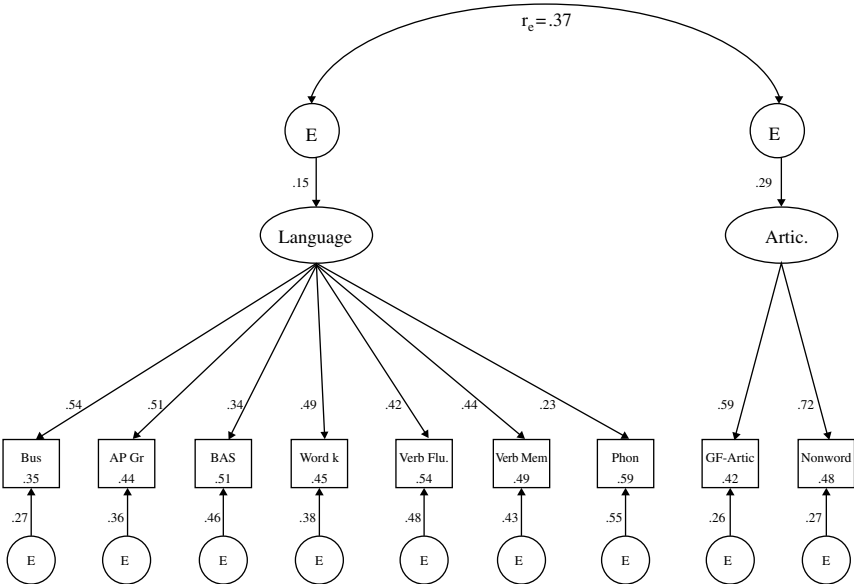 rₑ=.37
E E
.15 .29
Language Artic.
.54 .51 .34 .49 .42 .44 .23 .59 .72
Bus AP Gr BAS Word k Verb Flu. Verb Mem Phon GF-Artic Nonword
.35 .44 .51 .45 .54 .49 .59 .42 .48
.27 .36 .46 .38 .48 .43 .55 .26 .27
E E E E E E E E E